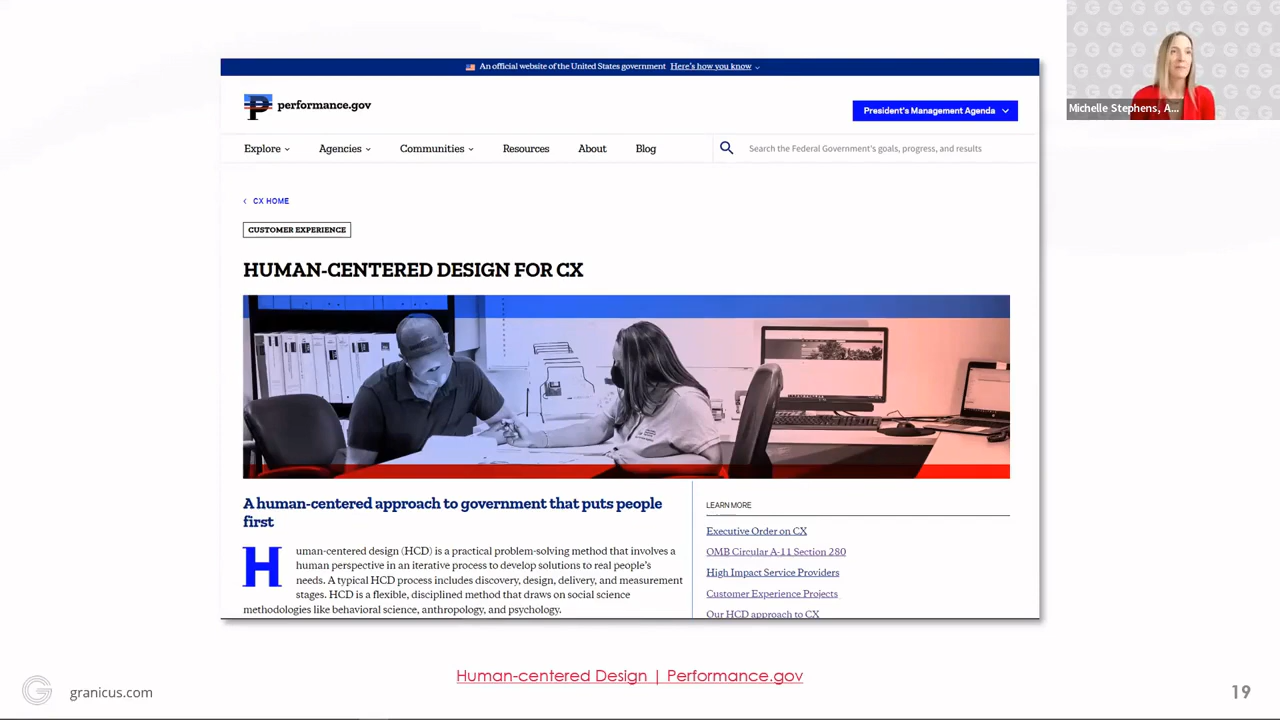 An official website of the United States government Here's how you know
performance.gov
President's Management Agenda
Explore Agencies Communities Resources About Blog
Search the Federal Government's goals, progress, and results
CX HOME
CUSTOMER EXPERIENCE
HUMAN-CENTERED DESIGN FOR CX
A human-centered approach to government that puts people
first
Human-centered design (HCD) is a practical problem-solving method that involves a
human perspective in an iterative process to develop solutions to real people's
needs. A typical HCD process includes discovery, design, delivery, and measurement
stages. HCD is a flexible, disciplined method that draws on social science
methodologies like behavioral science, anthropology, and psychology.
LEARN MORE
Executive Order on CX
OMB Circular A-11 Section 280
High Impact Service Providers
Customer Experience Projects
Our HCD approach to CX
Michelle Stephens, A...
Human-centered Design | Performance.gov
granicus.com
19